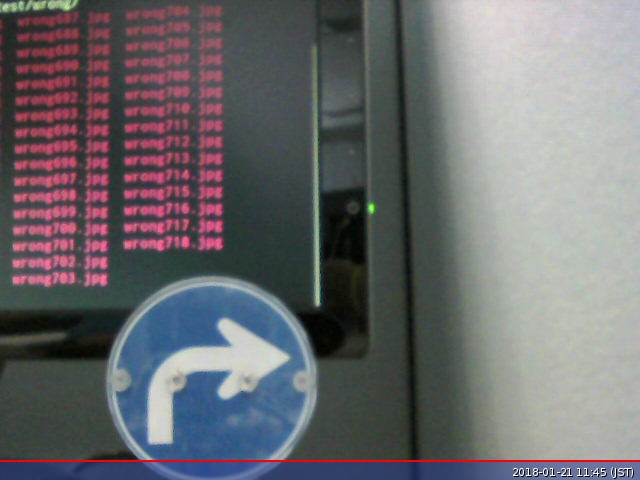 test/wrong)
wrong687.jpg wrong704.jpg
wrong688.jpg wrong705.jpg
wrong689.jpg wrong706.jpg
wrong690.jpg wrong707.jpg
wrong691.jpg wrong708.jpg
wrong692.jpg wrong709.jpg
wrong693.jpg wrong710.jpg
wrong694.jpg wrong711.jpg
wrong695.jpg wrong712.jpg
wrong696.jpg wrong713.jpg
wrong697.jpg wrong714.jpg
wrong698.jpg wrong715.jpg
wrong699.jpg wrong716.jpg
wrong700.jpg wrong717.jpg
wrong701.jpg wrong718.jpg
wrong702.jpg
wrong703.jpg
2018-01-21 11:45 (JST)